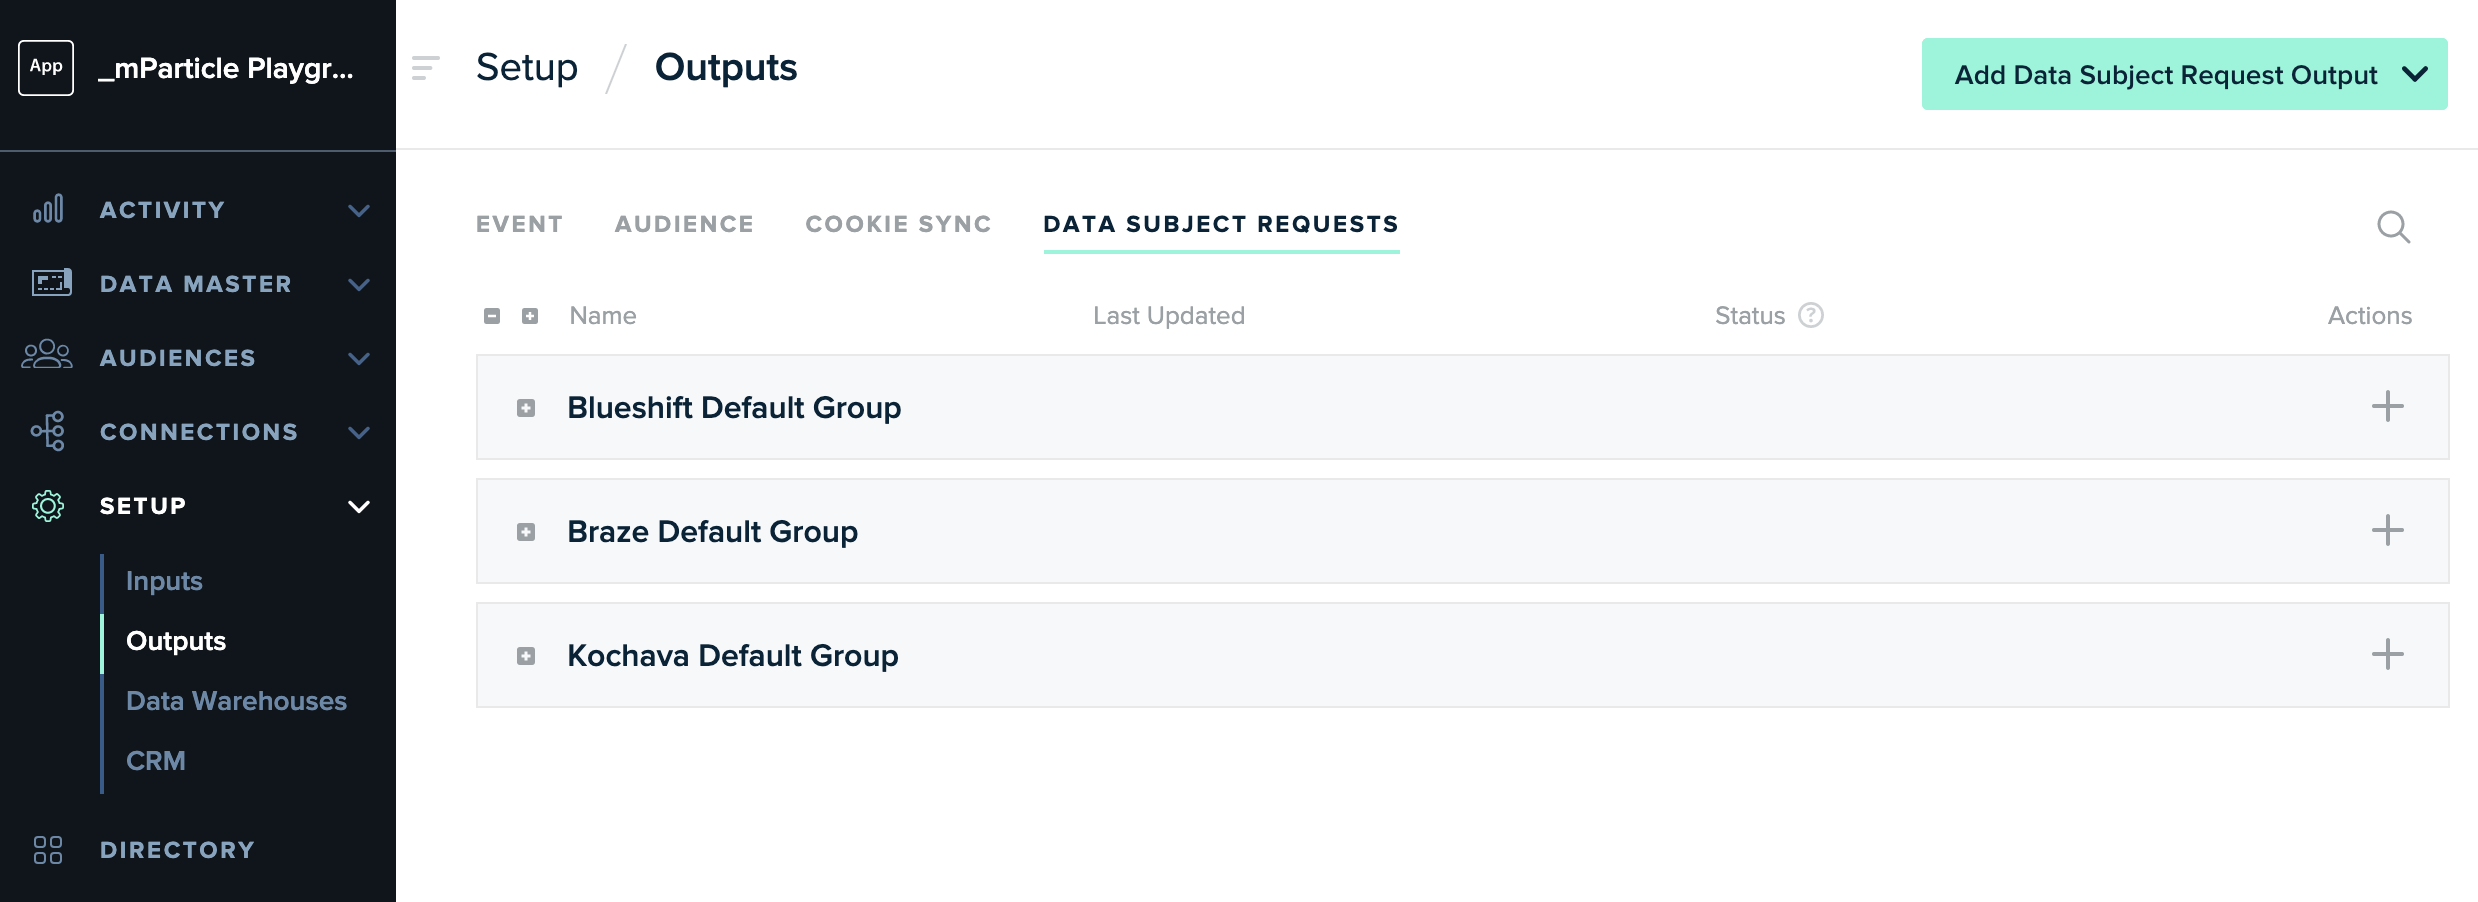 App
_mParticle Playgr...
Setup / Outputs
Add Data Subject Request Output
ACTIVITY
DATA MASTER
AUDIENCES
CONNECTIONS
SETUP
Inputs
Outputs
Data Warehouses
CRM
DIRECTORY
EVENT AUDIENCE COOKIE SYNC DATA SUBJECT REQUESTS
Name Last Updated Status ? Actions
Blueshift Default Group
Braze Default Group
Kochava Default Group